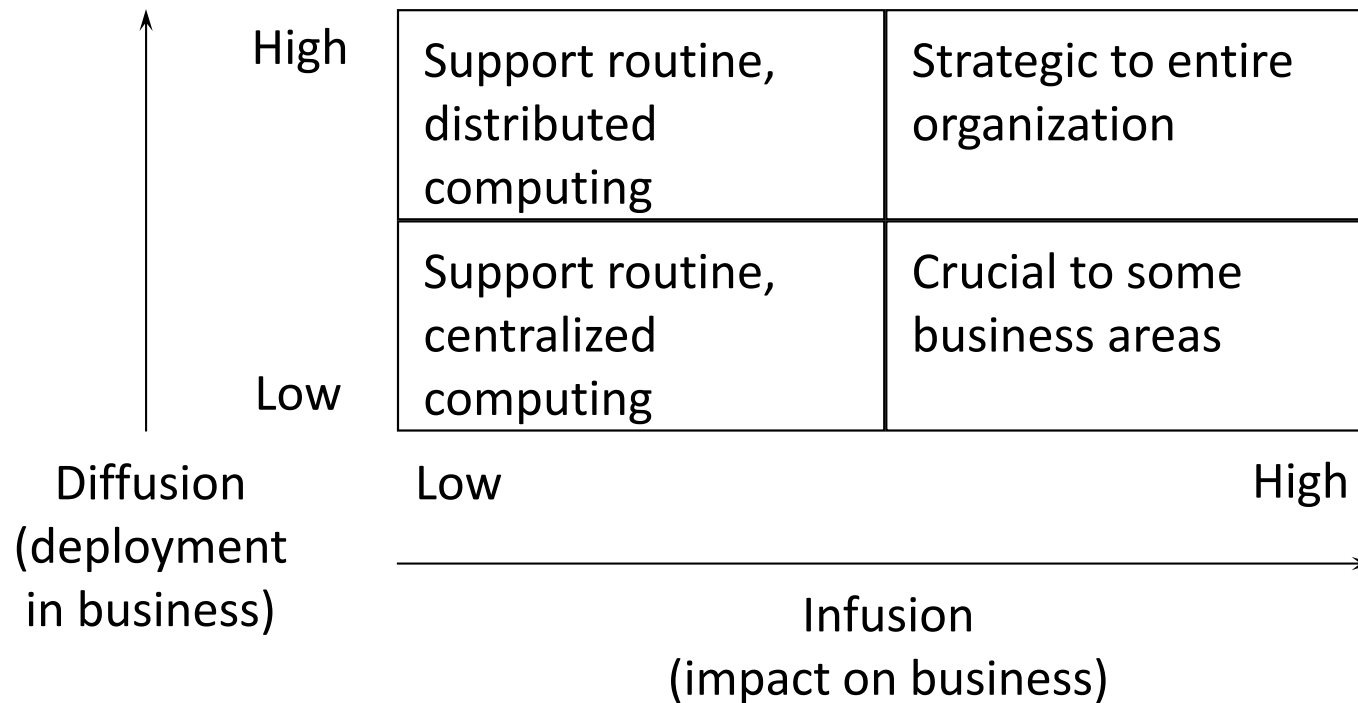 High
Support routine,
distributed
computing
Strategic to entire
organization
Support routine,
centralized
computing
Crucial to some
business areas
Low
Diffusion
(deployment
in business)
Low
High
Infusion
(impact on business)